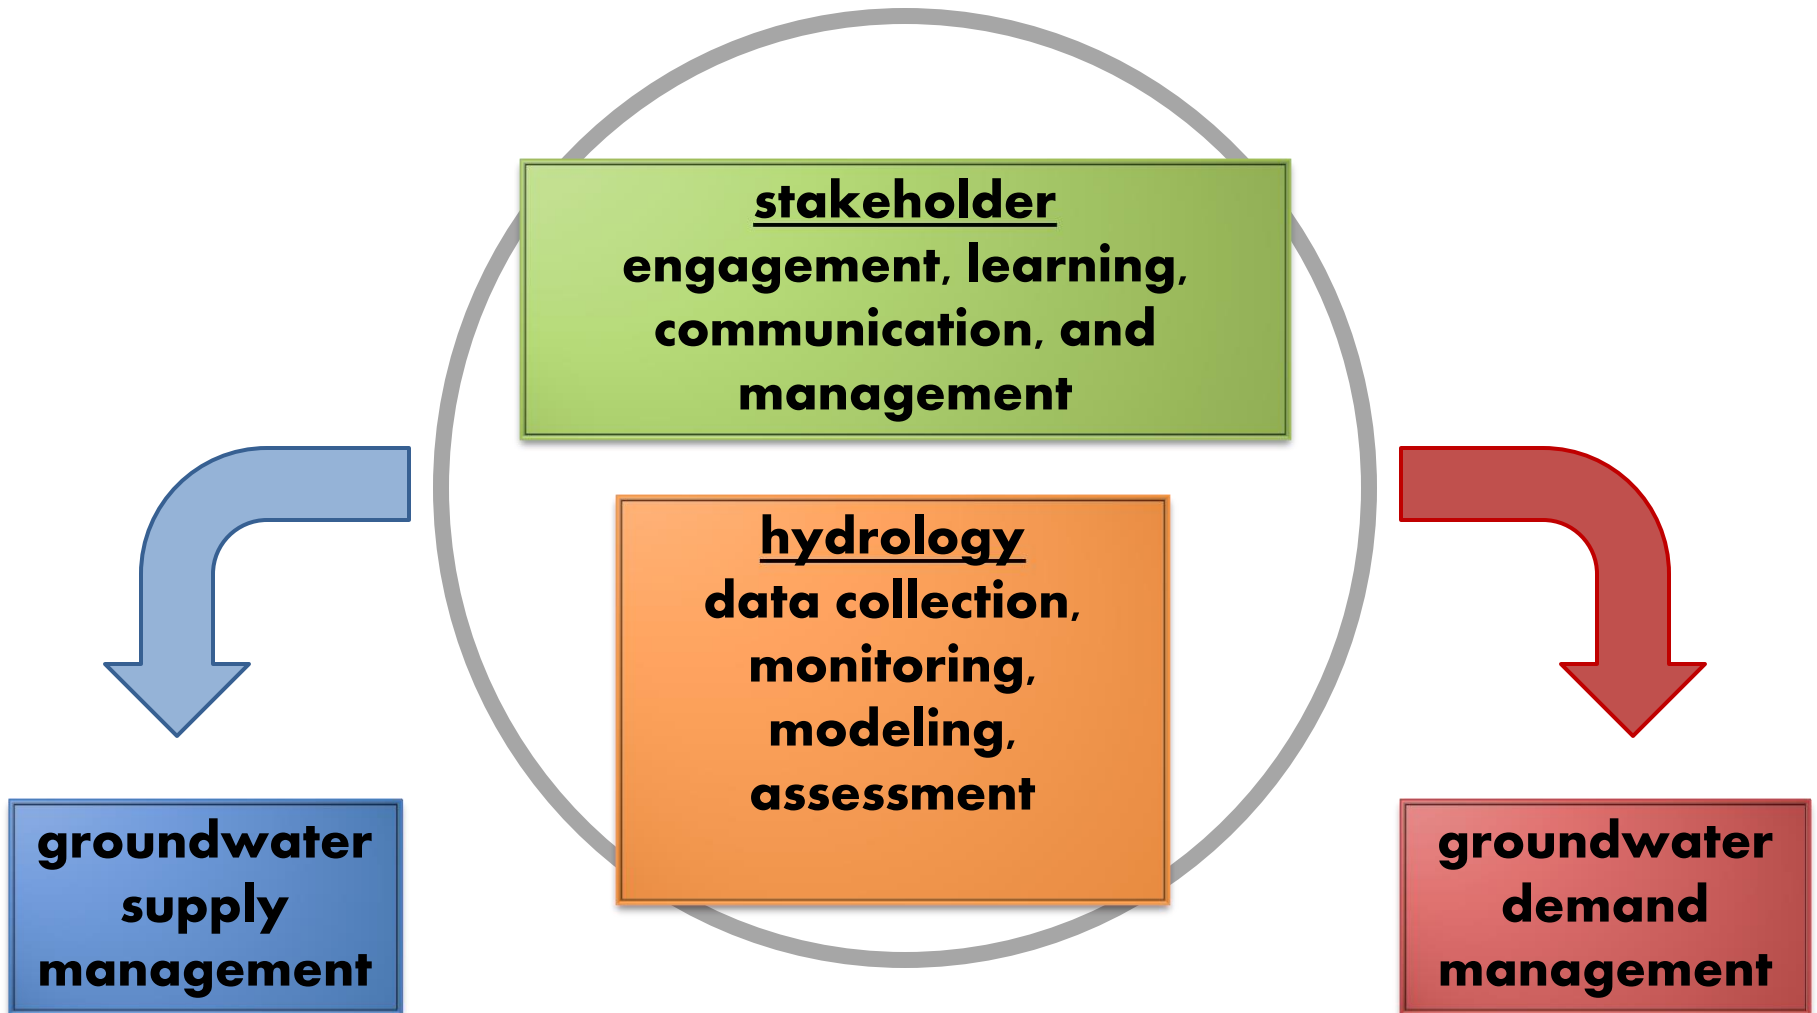 stakeholder
engagement, learning,
communication, and
management
hydrology
data collection,
monitoring,
modeling,
assessment
groundwater
supply
management
groundwater
demand
management